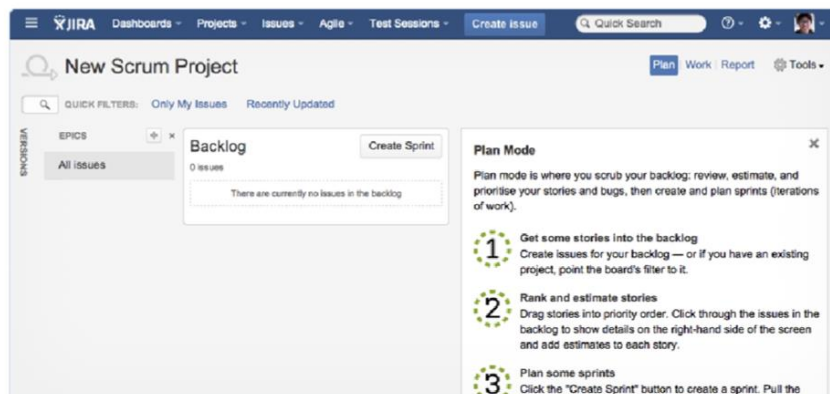 JIRA Dashboards Projects Issues Agile Test Sessions Create issue Quick Search
New Scrum Project
Plan Work Report Tools
QUICK FILTERS: Only My Issues Recently Updated
VERSIONS
EPICS
All issues
Backlog Create Sprint
0 issues
There are currently no issues in the backlog
Plan Mode
Plan mode is where you scrub your backlog: review, estimate, and
prioritise your stories and bugs, then create and plan sprints (iterations
of work).
1 Get some stories into the backlog
Create issues for your backlog — or if you have an existing
project, point the board's filter to it.
2 Rank and estimate stories
Drag stories into priority order. Click through the issues in the
backlog to show details on the right-hand side of the screen
and add estimates to each story.
3 Plan some sprints
Click the "Create Sprint" button to create a sprint. Pull the